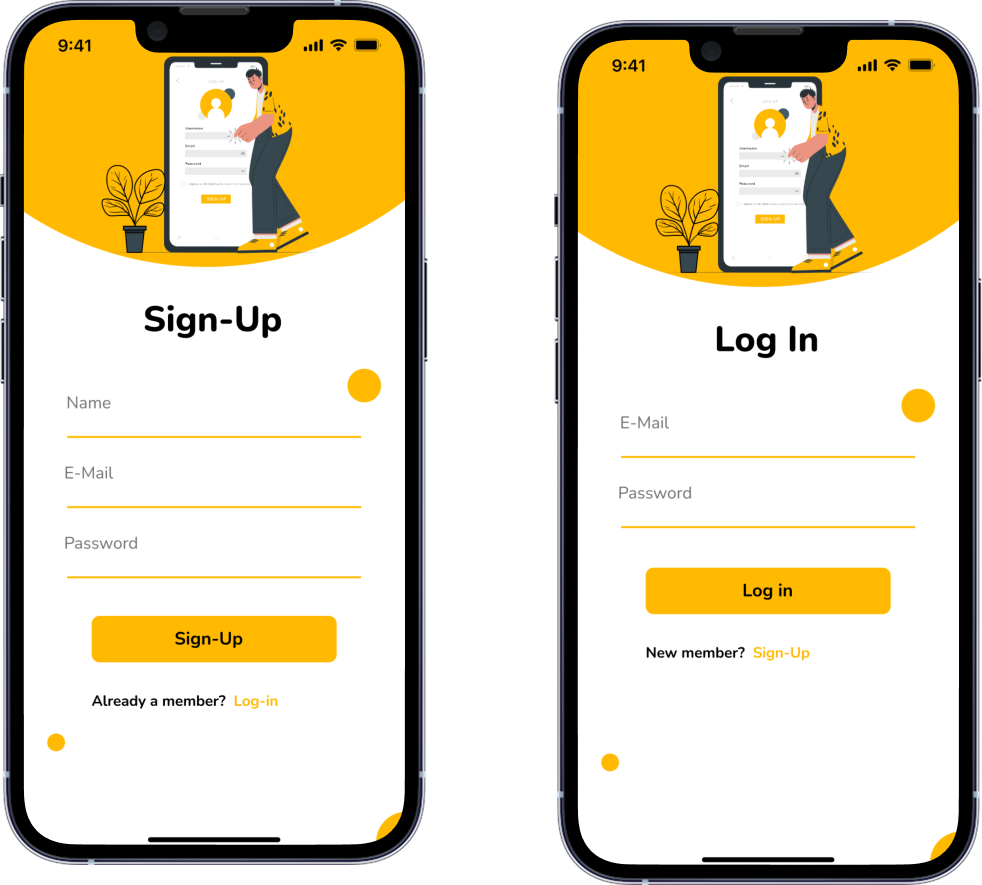 9:41
SIGN UP
Username
Email
Password
SIGN UP
Sign-Up
Name
E-Mail
Password
Sign-Up
Already a member? Log-in
9:41
SIGN UP
Username
Email
Password
SIGN UP
Log In
E-Mail
Password
Log in
New member? Sign-Up